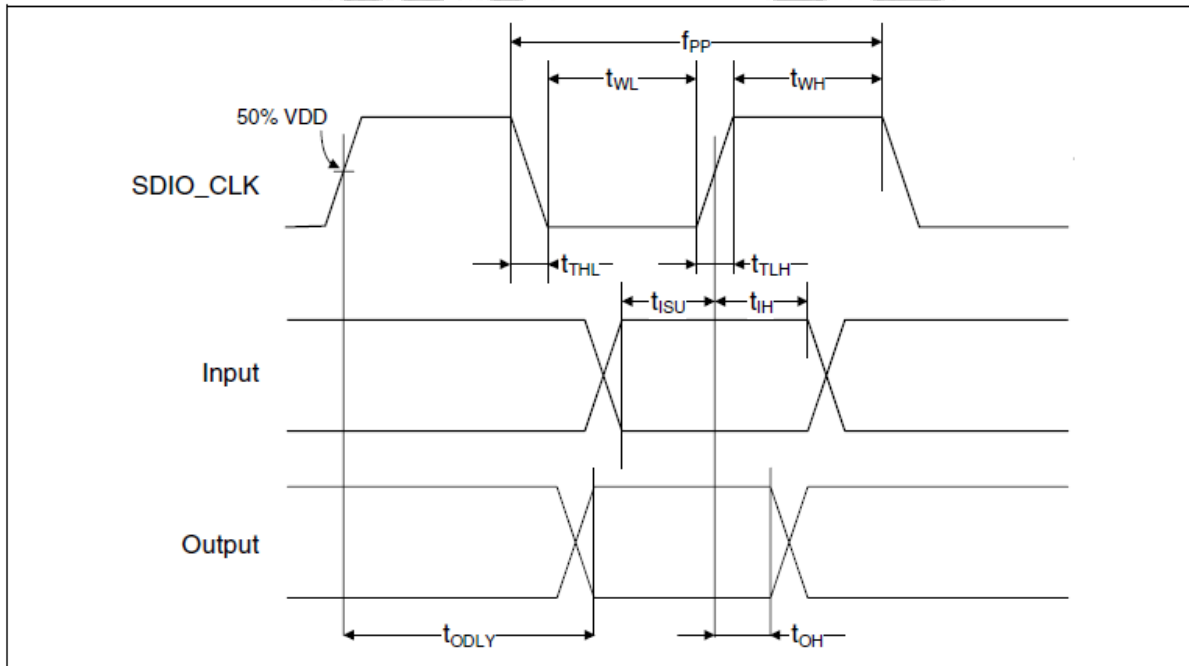 fPP
tWL
tWH
50% VDD
SDIO_CLK
tTHL
tTLH
tISU
tIH
Input
Output
tODLY
tOH